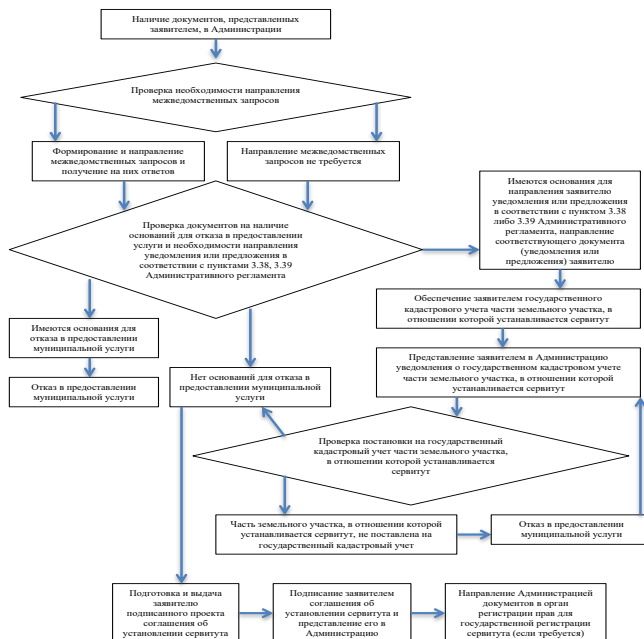 Наличие документов, представленных
заявителем, в Администрации
Проверка необходимости направления
межведомственных запросов
Формирование и направление
межведомственных запросов и
получение на них ответов
Направление межведомственных
запросов не требуется
Имеются основания для
направления заявителю
уведомления или предложения
в соответствии с пунктом 3.38
либо 3.39 Административного
регламента, направление
соответствующего документа
(уведомления или
предложения) заявителю
Проверка документов на наличие
оснований для отказа в предоставлении
услуги и необходимости направления
уведомления или предложения в
соответствии с пунктами 3.38, 3.39
Административного регламента
Обеспечение заявителем государственного
кадастрового учета части земельного участка, в
отношении которой устанавливается сервитут
Имеются основания для
отказа в предоставлении
муниципальной услуги
Представление заявителем в Администрацию
уведомления о государственном кадастровом учете
части земельного участка, в отношении которой
устанавливается сервитут
Отказ в предоставлении
муниципальной услуги
Нет оснований для отказа в
предоставлении муниципальной
услуги
Проверка постановки на государственный
кадастровый учет части земельного участка,
в отношении которой устанавливается
сервитут
Часть земельного участка, в отношении которой
устанавливается сервитут, не поставлена на
государственный кадастровый учет
Отказ в предоставлении
муниципальной услуги
Подготовка и выдача
заявителю
подписанного проекта
соглашения об
установлении сервитута
Подписание заявителем
соглашения об
установлении сервитута и
представление его в
Администрацию
Направление Администрацией
документов в орган
регистрации прав для
государственной регистрации
сервитута (если требуется)